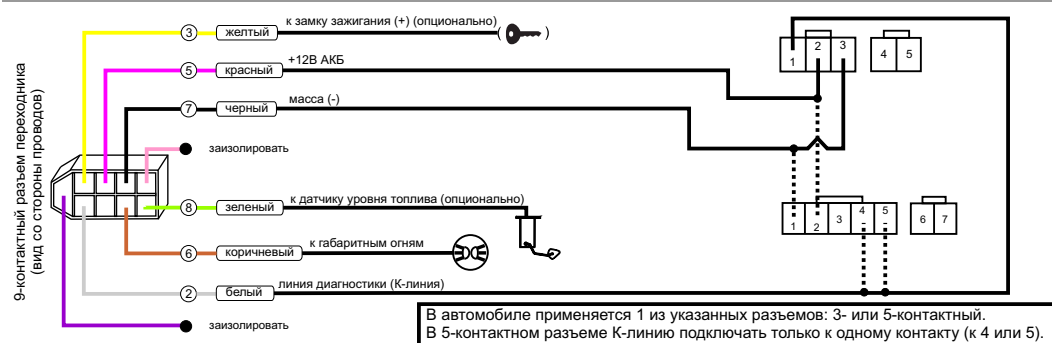 9-контактный разъем переходника
(вид со стороны проводов)
3 желтый к замку зажигания (+) (опционально) ( )
5 красный +12В АКБ
7 черный масса (-)
заизолировать
8 зеленый к датчику уровня топлива (опционально)
6 коричневый к габаритным огням
2 белый линия диагностики (К-линия)
заизолировать
1 2 3
4 5
1 2 3 4 5
6 7
В автомобиле применяется 1 из указанных разъемов: 3- или 5-контактный.
В 5-контактном разъеме К-линию подключать только к одному контакту (к 4 или 5).